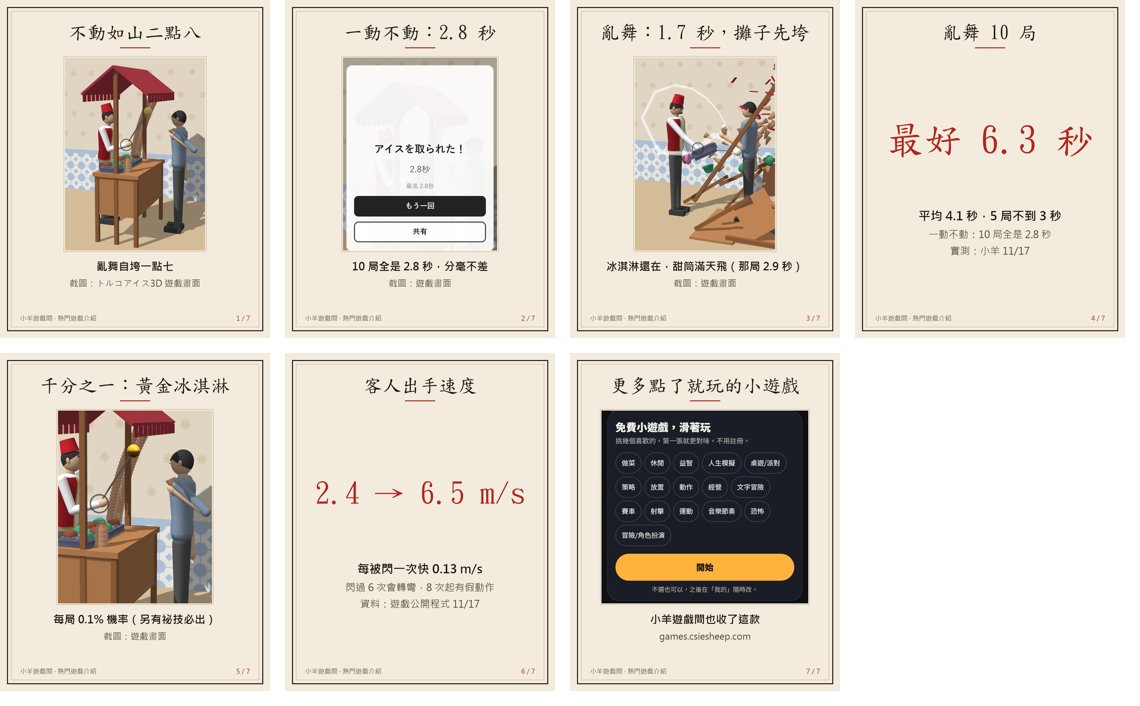 不動如山二點八
亂舞自垮一點七
截圖：トルコアイス3D 遊戲畫面
小羊遊戲間 · 熱門遊戲介紹
1 / 7
一動不動：2.8 秒
アイスを取られた！
2.8秒
最高 2.8秒
もう一回
共有
10 局全是 2.8 秒．分毫不差
截圖：遊戲畫面
小羊遊戲間 · 熱門遊戲介紹
2 / 7
亂舞：1.7 秒，攤子先垮
冰淇淋還在．甜筒滿天飛（那局 2.9 秒）
截圖：遊戲畫面
小羊遊戲間 · 熱門遊戲介紹
3 / 7
亂舞 10 局
最好 6.3 秒
平均 4.1 秒．5 局不到 3 秒
一動不動：10 局全是 2.8 秒
實測：小羊 11/17
小羊遊戲間 · 熱門遊戲介紹
4 / 7
千分之一：黃金冰淇淋
每局 0.1% 機率（另有祕技必出）
截圖：遊戲畫面
小羊遊戲間 · 熱門遊戲介紹
5 / 7
客人出手速度
2.4 → 6.5 m/s
每被閃一次快 0.13 m/s
閃過 6 次會轉彎．8 次起有假動作
資料：遊戲公開程式 11/17
小羊遊戲間 · 熱門遊戲介紹
6 / 7
更多點了就玩的小遊戲
免費小遊戲，滑著玩
挑幾個喜歡的，第一張就更對味。不用註冊。
做菜 休閒 益智 人生模擬 桌遊/派對
策略 放置 動作 經營 文字冒險
賽車 射擊 運動 音樂節奏 恐怖
冒險/角色扮演
開始
不選也可以，之後在「我的」隨時改。
小羊遊戲間也收了這款
games.csiesheep.com
小羊遊戲間 · 熱門遊戲介紹
7 / 7